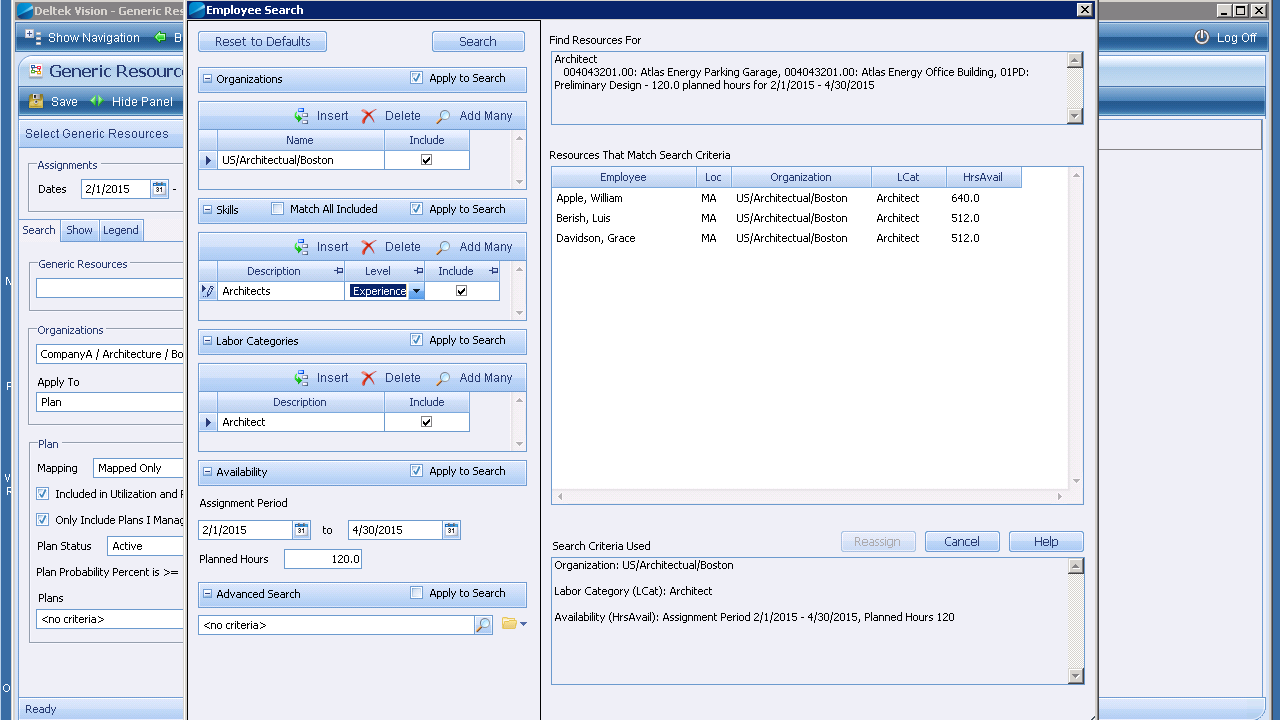 Deltek Vision - Generic Res
Employee Search
Show Navigation
B
Log Off
Generic Resourc
Save
Hide Panel
Select Generic Resources
Assignments
Dates
2/1/2015
31
-
Search
Show
Legend
Generic Resources
Organizations
CompanyA / Architecture / Bo
Apply To
Plan
Plan
Mapping
Mapped Only
Included in Utilization and R
Only Include Plans I Manag
Plan Status
Active
Plan Probability Percent is >=
Plans
<no criteria>
Ready
Reset to Defaults
Search
Organizations
Apply to Search
Insert
Delete
Add Many
Name
Include
US/Architectual/Boston
Skills
Match All Included
Apply to Search
Insert
Delete
Add Many
Description
Level
Include
Architects
Experience
Labor Categories
Apply to Search
Insert
Delete
Add Many
Description
Include
Architect
Availability
Apply to Search
Assignment Period
2/1/2015
31
to
4/30/2015
31
Planned Hours
120.0
Advanced Search
Apply to Search
<no criteria>
Find Resources For
Architect
004043201.00: Atlas Energy Parking Garage, 004043201.00: Atlas Energy Office Building, 01PD:
Preliminary Design - 120.0 planned hours for 2/1/2015 - 4/30/2015
Resources That Match Search Criteria
Employee Loc Organization LCat HrsAvail
Apple, William MA US/Architectual/Boston Architect 640.0
Berish, Luis MA US/Architectual/Boston Architect 512.0
Davidson, Grace MA US/Architectual/Boston Architect 512.0
Reassign
Cancel
Help
Search Criteria Used
Organization: US/Architectual/Boston
Labor Category (LCat): Architect
Availability (HrsAvail): Assignment Period 2/1/2015 - 4/30/2015, Planned Hours 120